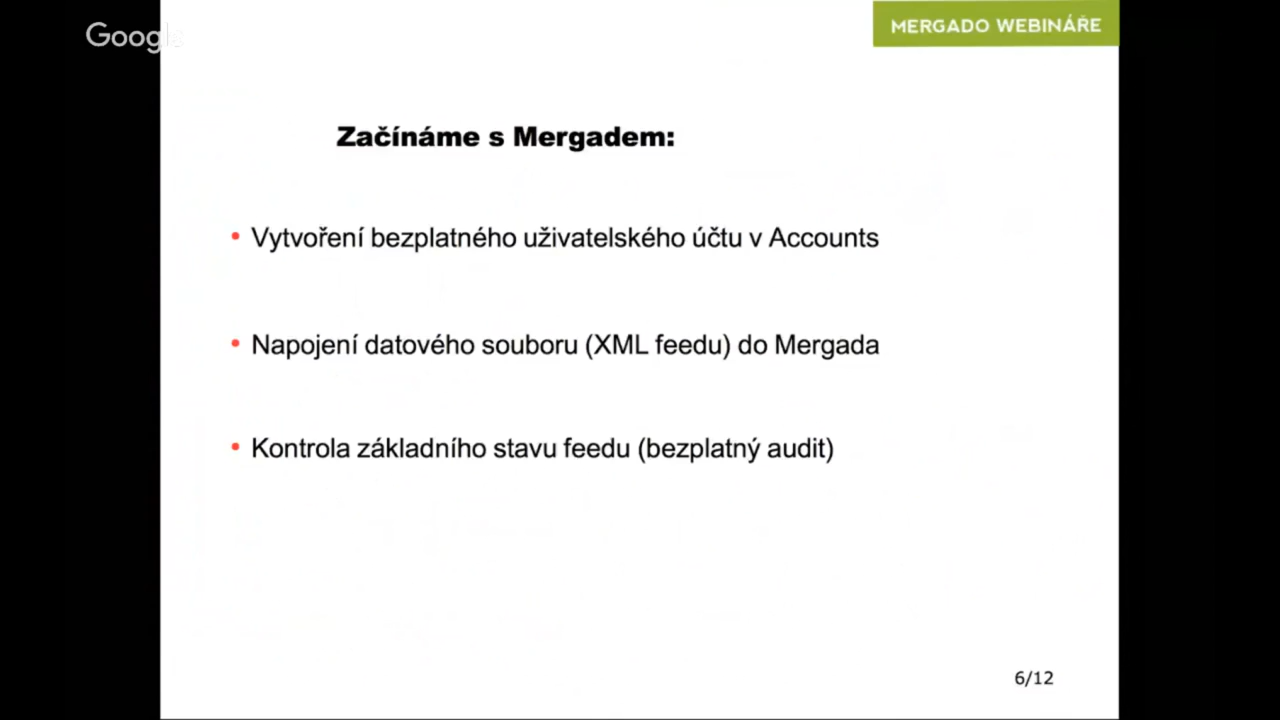 Google
MERGADO WEBINÁŘE
Začínáme s Mergadem:
• Vytvoření bezplatného uživatelského účtu v Accounts
• Napojení datového souboru (XML feedu) do Mergada
• Kontrola základního stavu feedu (bezplatný audit)
6/12